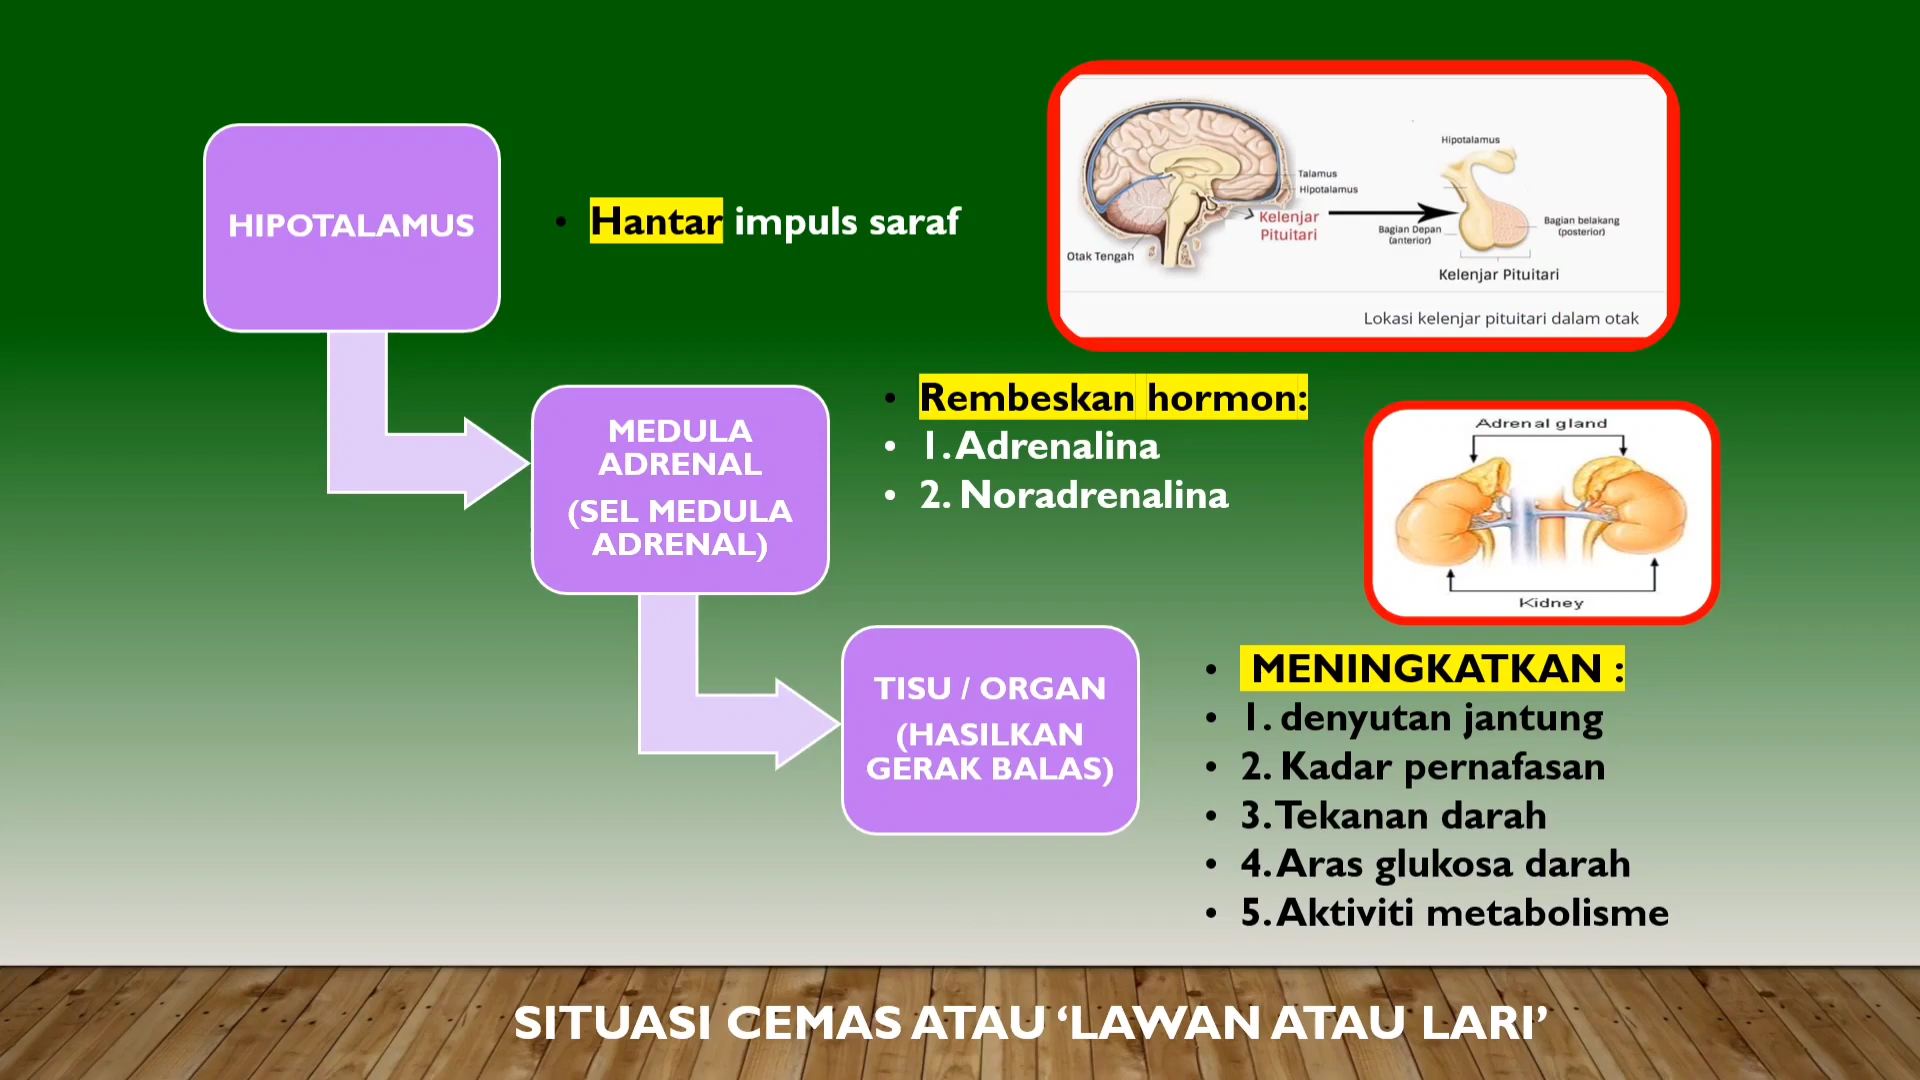 HIPOTALAMUS
• Hantar impuls saraf
Hipotalamus
Talamus
Hipotalamus
Kelenjar
Pituitari
Otak Tengah
Bagian Depan
(anterior)
Bagian belakang
(posterior)
Kelenjar Pituitari
Lokasi kelenjar pituitari dalam otak
MEDULA
ADRENAL
(SEL MEDULA
ADRENAL)
• Rembeskan hormon:
• 1. Adrenalina
• 2. Noradrenalina
Adrenal gland
Kidney
TISU / ORGAN
(HASILKAN
GERAK BALAS)
• MENINGKATKAN :
• 1. denyutan jantung
• 2. Kadar pernafasan
• 3. Tekanan darah
• 4. Aras glukosa darah
• 5. Aktiviti metabolisme
SITUASI CEMAS ATAU ‘LAWAN ATAU LARI’